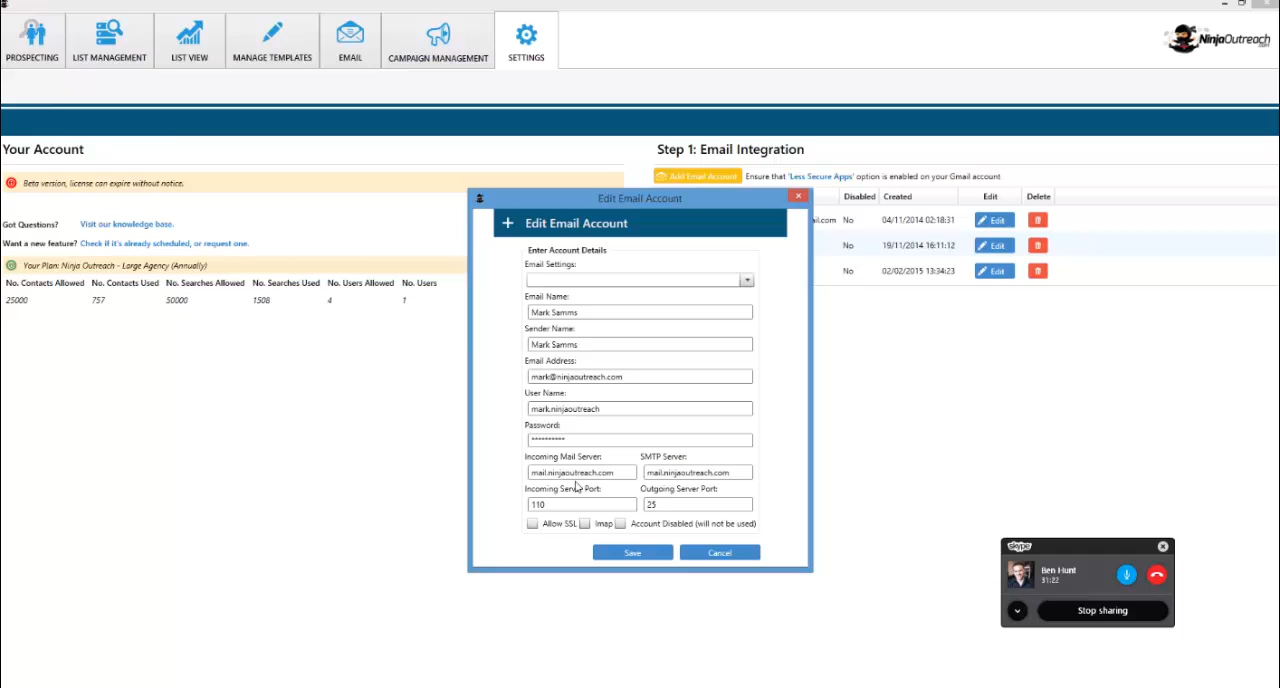 PROSPECTING
LIST MANAGEMENT
LIST VIEW
MANAGE TEMPLATES
EMAIL
CAMPAIGN MANAGEMENT
SETTINGS
NinjaOutreach.com
Your Account
Beta version, license can expire without notice.
Got Questions? Visit our knowledge base.
Want a new feature? Check if it's already scheduled, or request one.
Your Plan: Ninja Outreach - Large Agency (Annually)
No. Contacts Allowed No. Contacts Used No. Searches Allowed No. Searches Used No. Users Allowed No. Users
25000 757 50000 1508 4 1
Step 1: Email Integration
Add Email Account Ensure that 'Less Secure Apps' option is enabled on your Gmail account
Disabled Created Edit Delete
ail.com No 04/11/2014 02:18:31 Edit
No 19/11/2014 16:11:12 Edit
No 02/02/2015 13:34:23 Edit
Edit Email Account
+ Edit Email Account
Enter Account Details
Email Settings:
Email Name:
Mark Samms
Sender Name:
Mark Samms
Email Address:
mark@ninjaoutreach.com
User Name:
mark.ninjaoutreach
Password:
**********
Incoming Mail Server: SMTP Server:
mail.ninjaoutreach.com mail.ninjaoutreach.com
Incoming Server Port: Outgoing Server Port:
110 25
Allow SSL Imap Account Disabled (will not be used)
Save Cancel
skype
Ben Hunt
31:22
Stop sharing